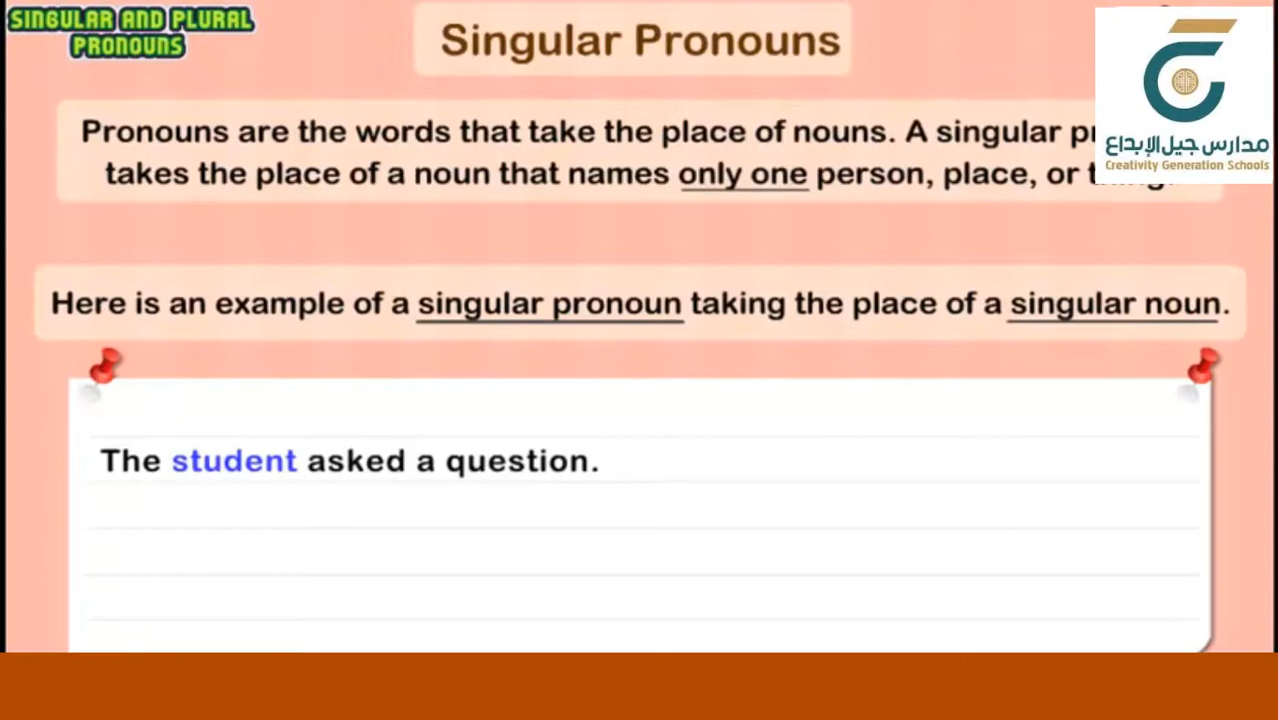 SINGULAR AND PLURAL
PRONOUNS
Singular Pronouns
Pronouns are the words that take the place of nouns. A singular
takes the place of a noun that names only one person, place, or
مدارس جيل الإبداع
Creativity Generation Schools
Here is an example of a singular pronoun taking the place of a singular noun.
The student asked a question.